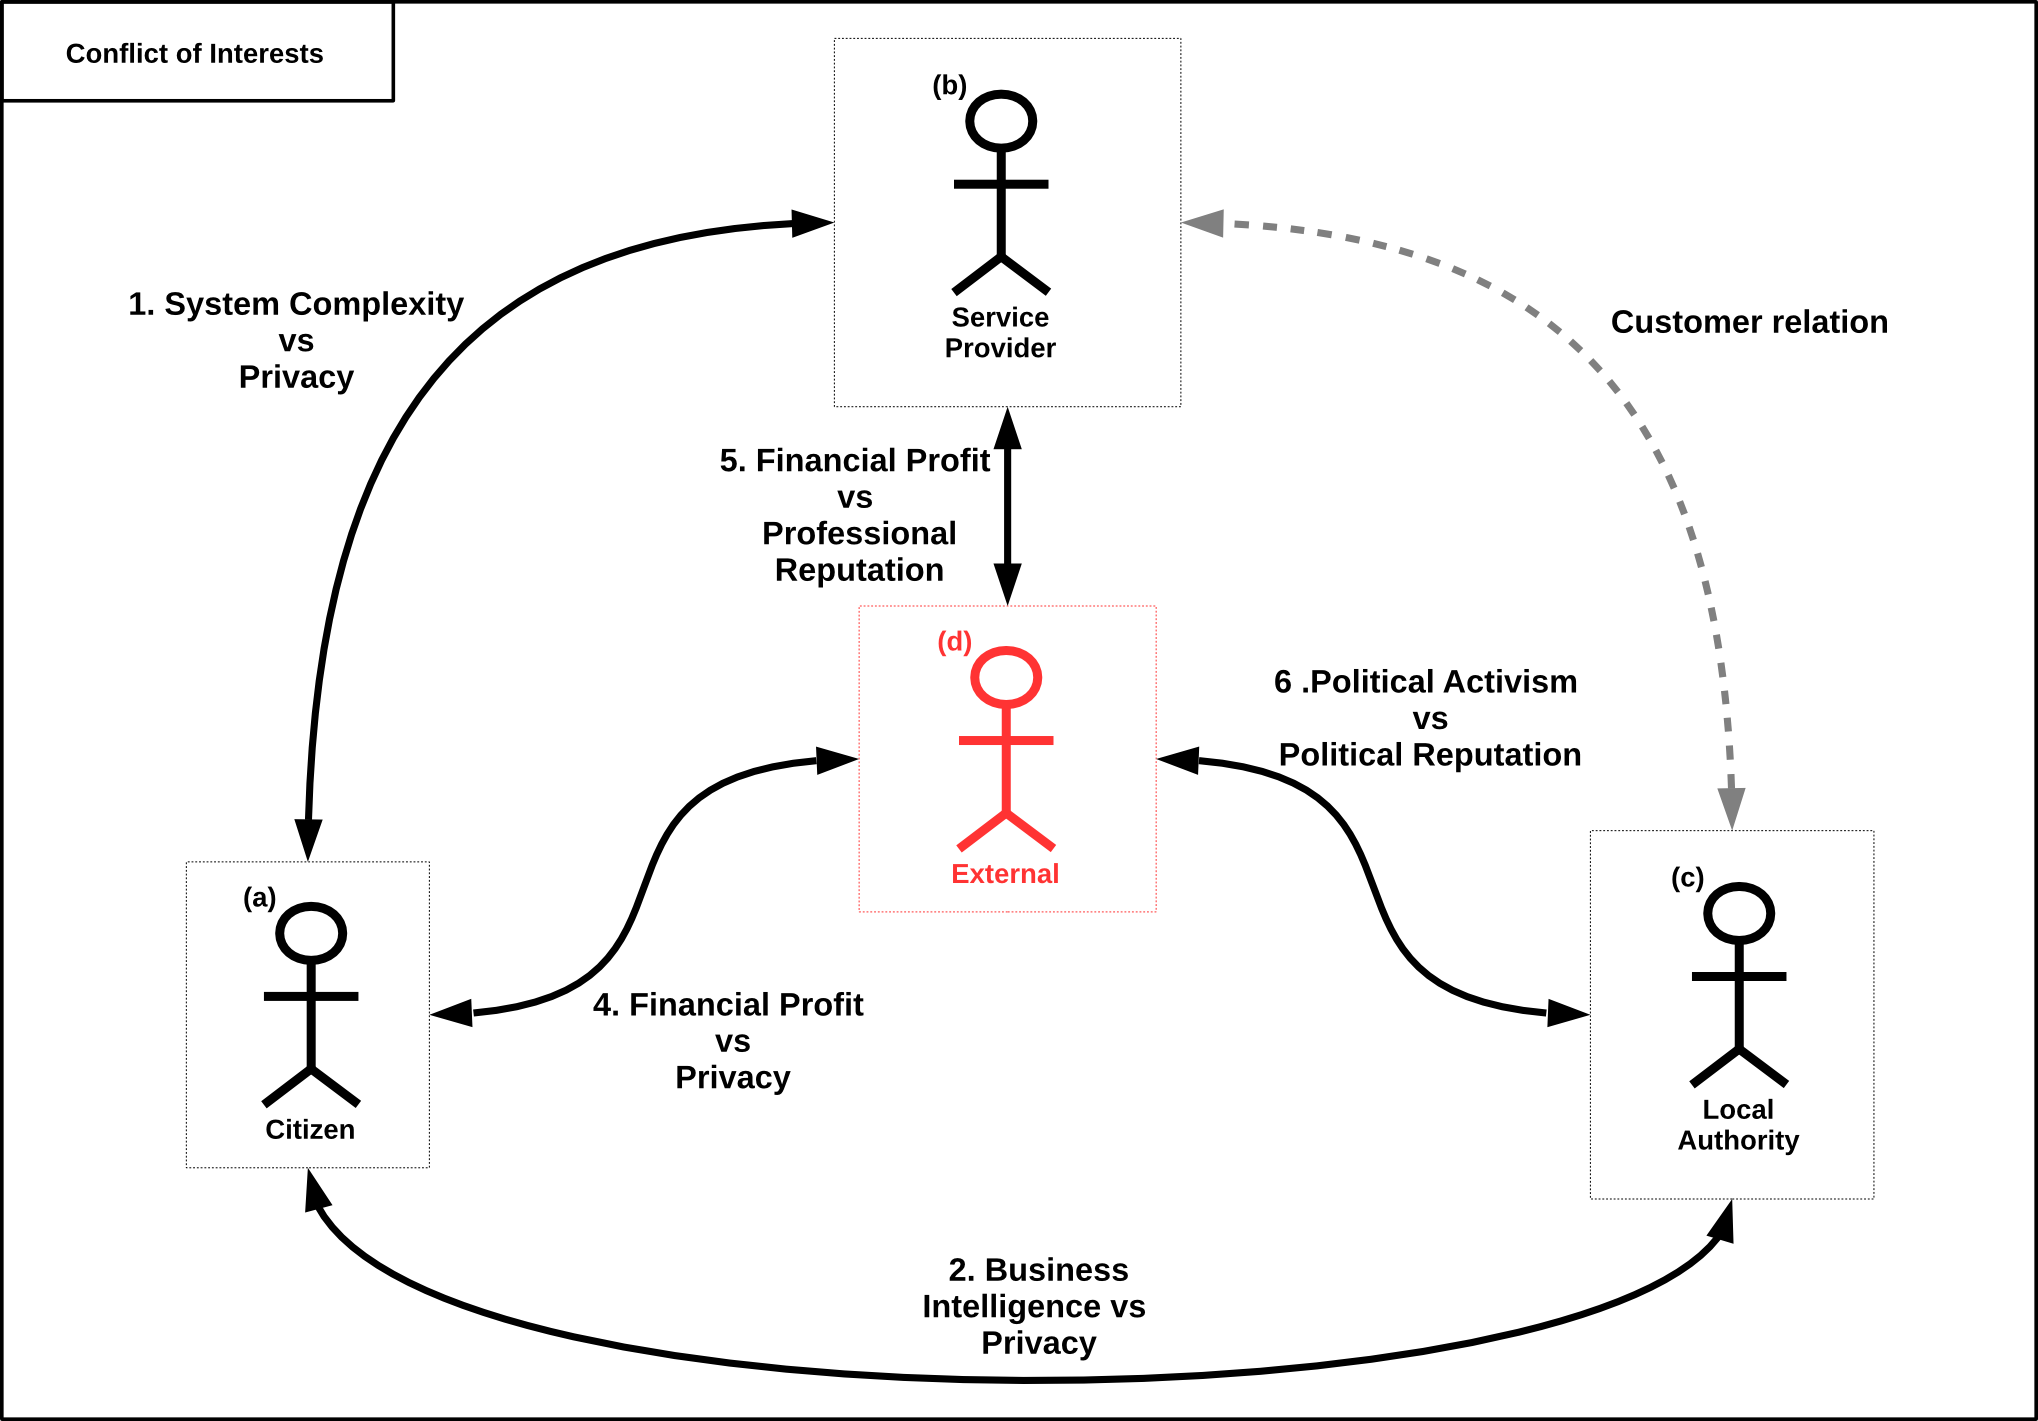 Conflict of Interests
(b)
Service
Provider
1. System Complexity
vs
Privacy
Customer relation
5. Financial Profit
vs
Professional
Reputation
(d)
External
6 .Political Activism
vs
Political Reputation
(a)
Citizen
(c)
Local
Authority
4. Financial Profit
vs
Privacy
2. Business
Intelligence vs
Privacy